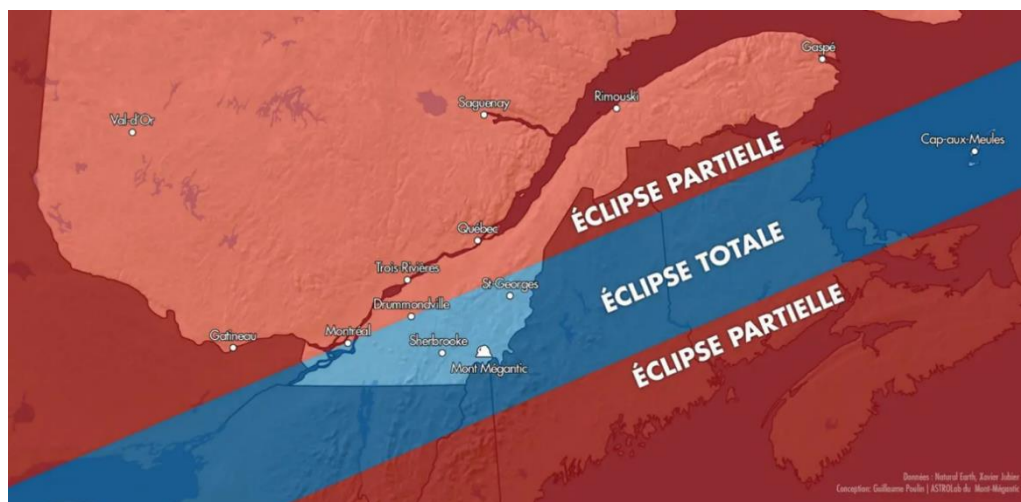 Gaspé
Rimouski
Saguenay
Val-d'Or
Cap-aux-Meules
ÉCLIPSE PARTIELLE
Québec
ÉCLIPSE TOTALE
Trois-Rivières
St-Georges
Drummondville
ÉCLIPSE PARTIELLE
Montréal
Gatineau
Sherbrooke
Mont Mégantic
Données : Natural Earth, Xavier Jubier
Conception: Guillaume Poulin | ASTROLab du Mont-Mégantic